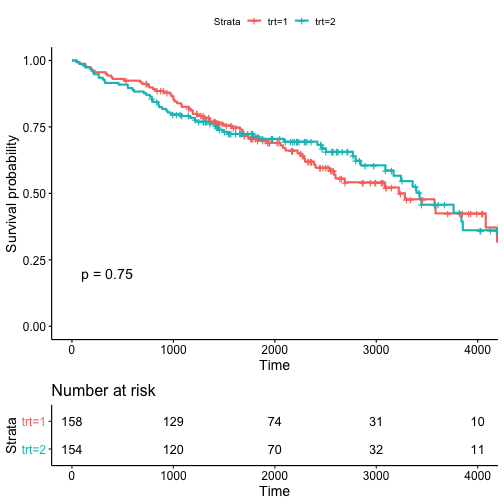 Strata trt=1 trt=2
1.00
0.75
0.50
0.25
0.00
Survival probability
p = 0.75
0 1000 2000 3000 4000
Time
Number at risk
Strata
trt=1 158 129 74 31 10
trt=2 154 120 70 32 11
0 1000 2000 3000 4000
Time